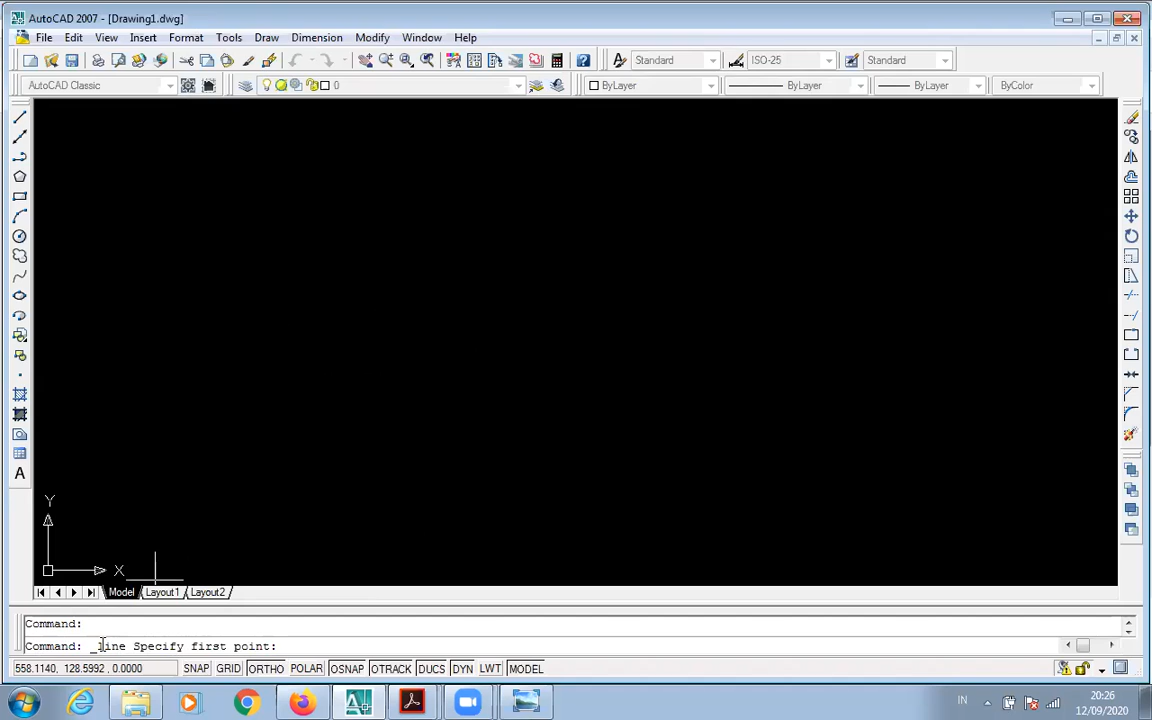 AutoCAD 2007 - [Drawing1.dwg]
File Edit View Insert Format Tools Draw Dimension Modify Window Help
Standard ISO-25 Standard
AutoCAD Classic 0 ByLayer ByLayer ByLayer ByColor
A
Y
X
Model Layout1 Layout2
Command:
Command: _line Specify first point:
558.1140, 128.5992 , 0.0000 SNAP GRID ORTHO POLAR OSNAP OTRACK DUCS DYN LWT MODEL
IN 20:26
12/09/2020